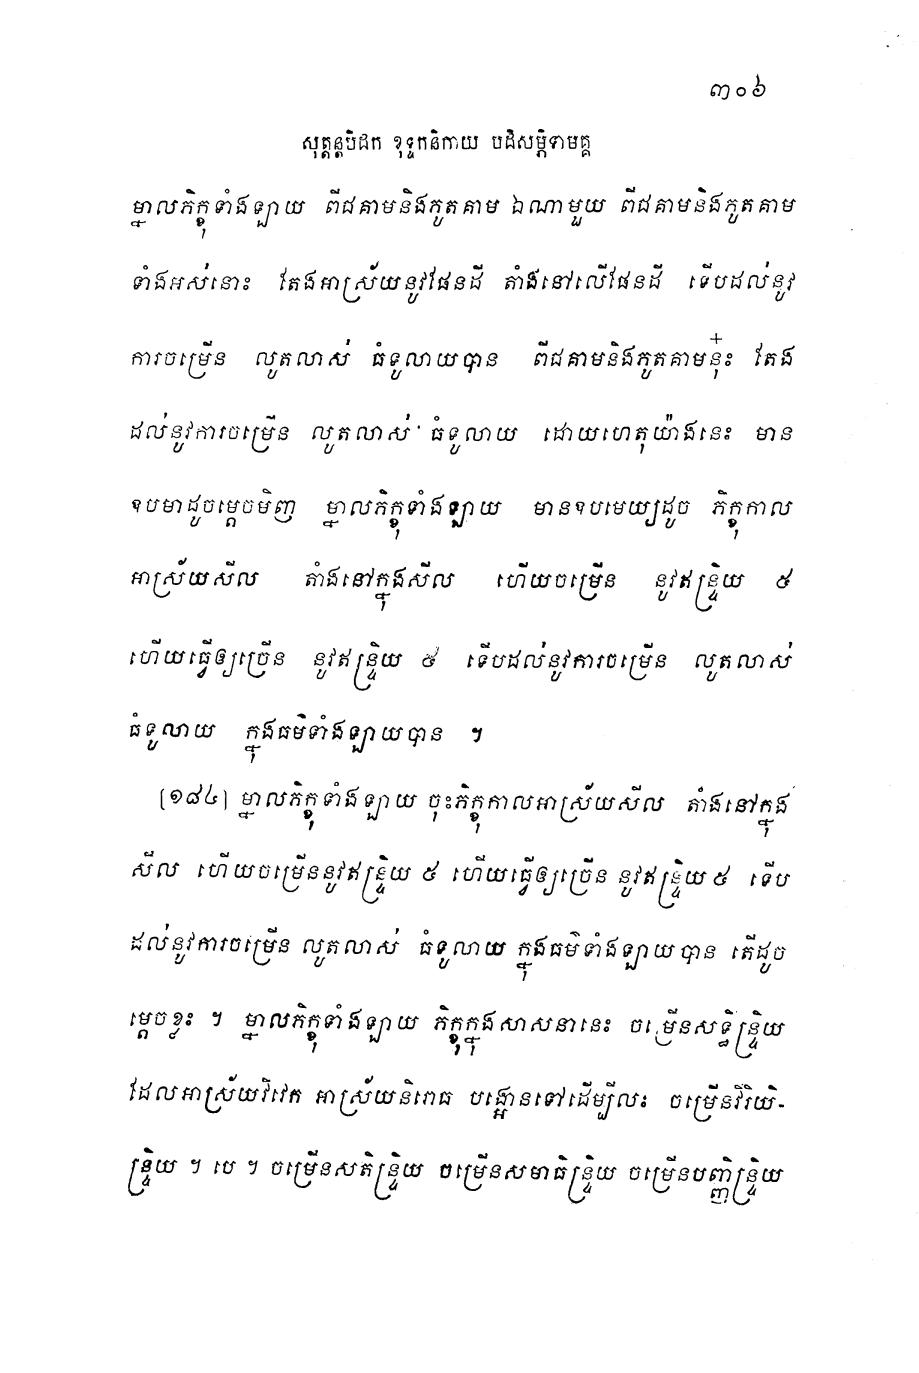 ៣០៦
សុត្តន្តបិដក ខុទ្ទកនិកាយ បដិសម្ភិទាមគ្គ
ម្នាលភិក្ខុទាំងឡាយ ពីជគាមនិងភូតគាម ឯណាមួយ ពីជគាមនិងភូតគាម
ទាំងអស់នោះ តែងអាស្រ័យនូវផែនដី តាំងនៅលើផែនដី ទើបដល់នូវ
ការចម្រើន លូតលាស់ ធំទូលាយបាន ពីជគាមនិងភូតគាមនុ៎ះ តែង
ដល់នូវការចម្រើន លូតលាស់ ធំទូលាយ ដោយហេតុយ៉ាងនេះ មាន
ឧបមាដូចម្តេចមិញ ម្នាលភិក្ខុទាំងឡាយ មានឧបមេយ្យដូច ភិក្ខុកាល
អាស្រ័យសីល តាំងនៅក្នុងសីល ហើយចម្រើន នូវឥន្ទ្រិយ ៥
ហើយធ្វើឲ្យច្រើន នូវឥន្ទ្រិយ ៥ ទើបដល់នូវការចម្រើន លូតលាស់
ធំទូលាយ ក្នុងធម៌ទាំងឡាយបាន ។
[១៨៤] ម្នាលភិក្ខុទាំងឡាយ ចុះភិក្ខុកាលអាស្រ័យសីល តាំងនៅក្នុង
សីល ហើយចម្រើននូវឥន្ទ្រិយ ៥ ហើយធ្វើឲ្យច្រើន នូវឥន្ទ្រិយ ៥ ទើប
ដល់នូវការចម្រើន លូតលាស់ ធំទូលាយ ក្នុងធម៌ទាំងឡាយបាន តើដូច
ម្តេចខ្លះ ។ ម្នាលភិក្ខុទាំងឡាយ ភិក្ខុក្នុងសាសនានេះ ចម្រើនសទ្ធិន្ទ្រិយ
ដែលអាស្រ័យវិវេក អាស្រ័យនិរោធ បង្អោនទៅដើម្បីលះ ចម្រើនវីរិយិ-
ន្ទ្រិយ ។ បេ ។ ចម្រើនសតិន្ទ្រិយ ចម្រើនសមាធិន្ទ្រិយ ចម្រើនបញ្ញិន្ទ្រិយ